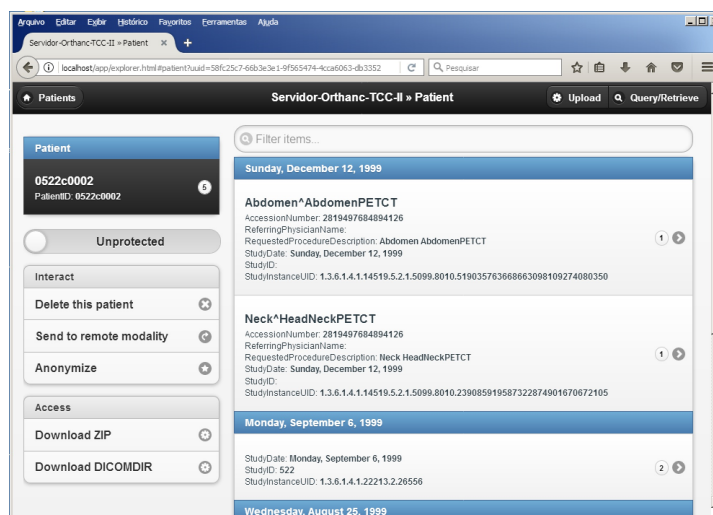 Arquivo Editar Exibir Histórico Favoritos Ferramentas Ajuda
Servidor-Orthanc-TCC-II » Patient
localhost/app/explorer.html#patient?uuid=58fc25c7-66b3e3e1-9f565474-4cca6063-db3352
Pesquisar
Patients
Servidor-Orthanc-TCC-II » Patient
Upload
Query/Retrieve
Patient
0522c0002
PatientID: 0522c0002
5
Unprotected
Interact
Delete this patient
Send to remote modality
Anonymize
Access
Download ZIP
Download DICOMDIR
Filter items...
Sunday, December 12, 1999
Abdomen^AbdomenPETCT
AccessionNumber: 2819497684894126
ReferringPhysicianName:
RequestedProcedureDescription: Abdomen AbdomenPETCT
StudyDate: Sunday, December 12, 1999
StudyID:
StudyInstanceUID: 1.3.6.1.4.1.14519.5.2.1.5099.8010.519035763668663098109274080350
1
Neck^HeadNeckPETCT
AccessionNumber: 2819497684894126
ReferringPhysicianName:
RequestedProcedureDescription: Neck HeadNeckPETCT
StudyDate: Sunday, December 12, 1999
StudyID:
StudyInstanceUID: 1.3.6.1.4.1.14519.5.2.1.5099.8010.239085919587322874901670672105
1
Monday, September 6, 1999
StudyDate: Monday, September 6, 1999
StudyID: 522
StudyInstanceUID: 1.3.6.1.4.1.22213.2.26556
2
Wednesday, August 25, 1999